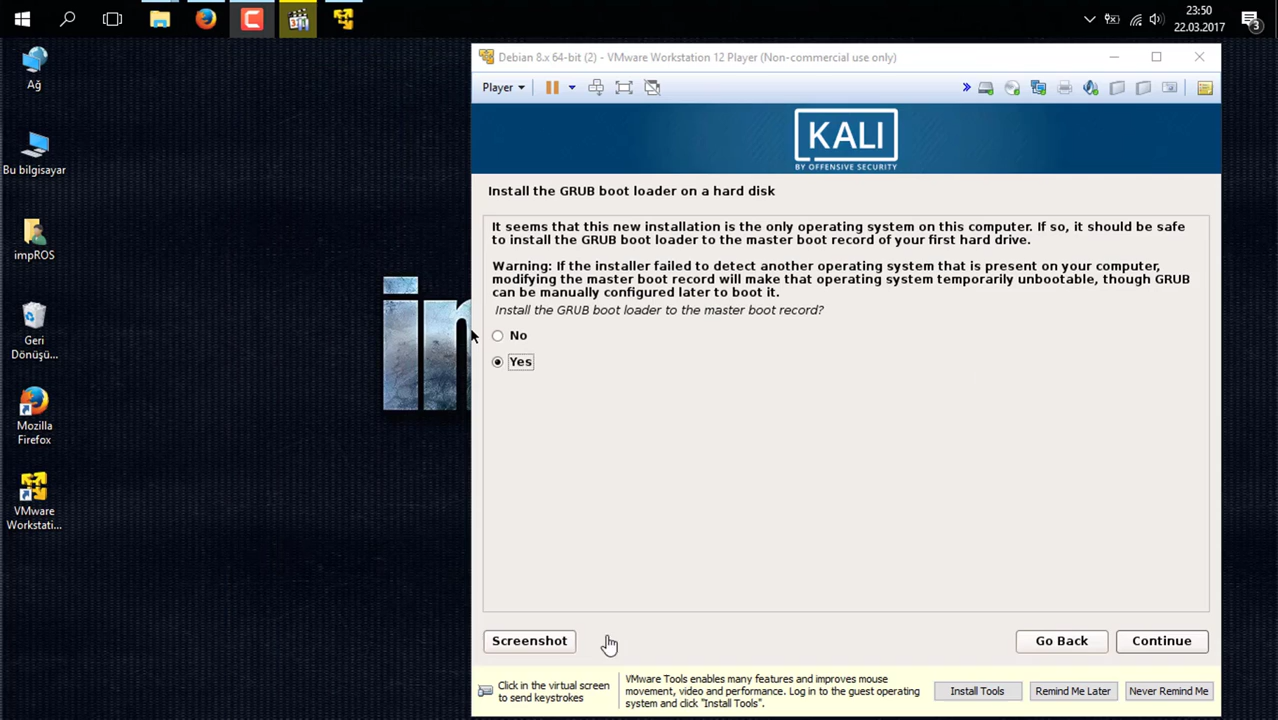 23:50
22.03.2017
3
Ağ
Bu bilgisayar
impROS
Geri
Dönüşü...
Mozilla
Firefox
VMware
Workstati...
in
Debian 8.x 64-bit (2) - VMware Workstation 12 Player (Non-commercial use only)
Player
KALI
BY OFFENSIVE SECURITY
Install the GRUB boot loader on a hard disk
It seems that this new installation is the only operating system on this computer. If so, it should be safe
to install the GRUB boot loader to the master boot record of your first hard drive.
Warning: If the installer failed to detect another operating system that is present on your computer,
modifying the master boot record will make that operating system temporarily unbootable, though GRUB
can be manually configured later to boot it.
Install the GRUB boot loader to the master boot record?
No
Yes
Screenshot
Go Back
Continue
Click in the virtual screen
to send keystrokes
VMware Tools enables many features and improves mouse
movement, video and performance. Log in to the guest operating
system and click "Install Tools".
Install Tools
Remind Me Later
Never Remind Me